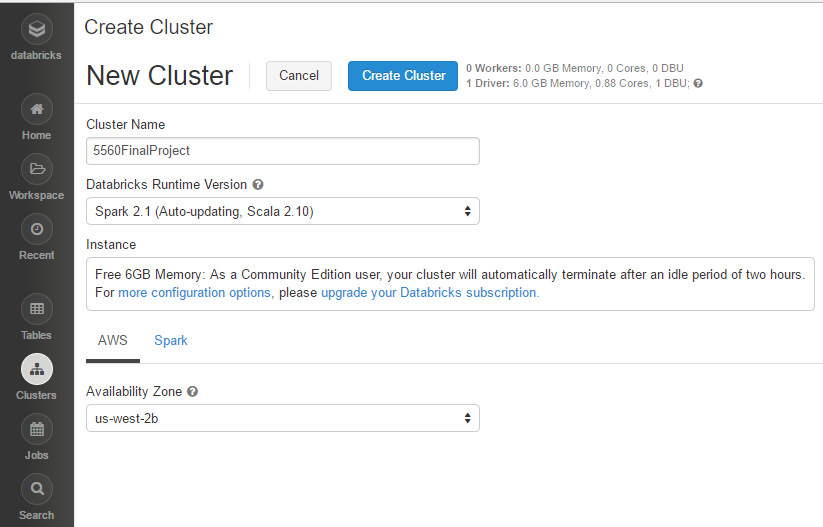 databricks
Home
Workspace
Recent
Tables
Clusters
Jobs
Search
Create Cluster
New Cluster
Cancel
Create Cluster
0 Workers: 0.0 GB Memory, 0 Cores, 0 DBU
1 Driver: 6.0 GB Memory, 0.88 Cores, 1 DBU; ?
Cluster Name
5560FinalProject
Databricks Runtime Version ?
Spark 2.1 (Auto-updating, Scala 2.10)
Instance
Free 6GB Memory: As a Community Edition user, your cluster will automatically terminate after an idle period of two hours.
For more configuration options, please upgrade your Databricks subscription.
AWS Spark
Availability Zone ?
us-west-2b